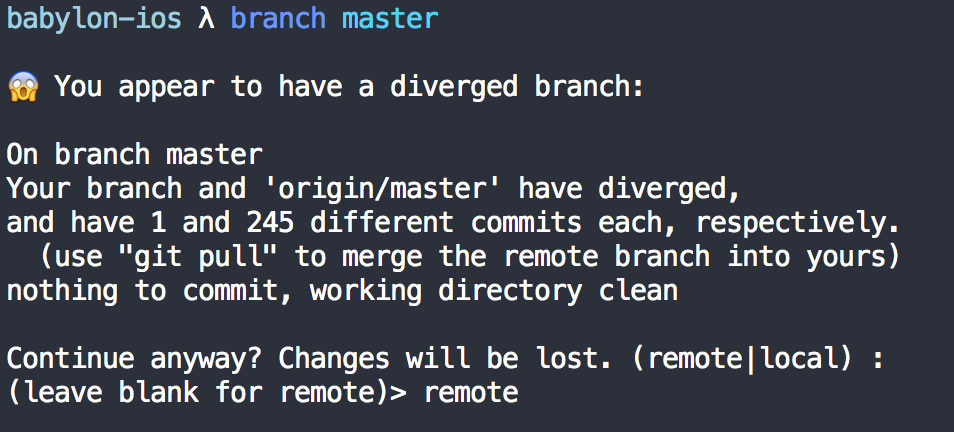 babylon-ios λ branch master
😱 You appear to have a diverged branch:
On branch master
Your branch and 'origin/master' have diverged,
and have 1 and 245 different commits each, respectively.
  (use "git pull" to merge the remote branch into yours)
nothing to commit, working directory clean
Continue anyway? Changes will be lost. (remote|local) :
(leave blank for remote)> remote